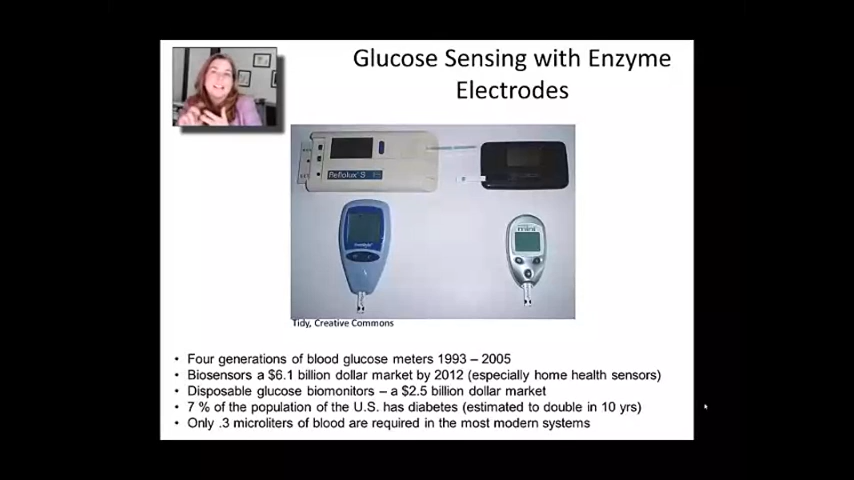 Glucose Sensing with Enzyme
Electrodes
Reflolux® S
mini
Tidy, Creative Commons
• Four generations of blood glucose meters 1993 – 2005
• Biosensors a $6.1 billion dollar market by 2012 (especially home health sensors)
• Disposable glucose biomonitors – a $2.5 billion dollar market
• 7 % of the population of the U.S. has diabetes (estimated to double in 10 yrs)
• Only .3 microliters of blood are required in the most modern systems